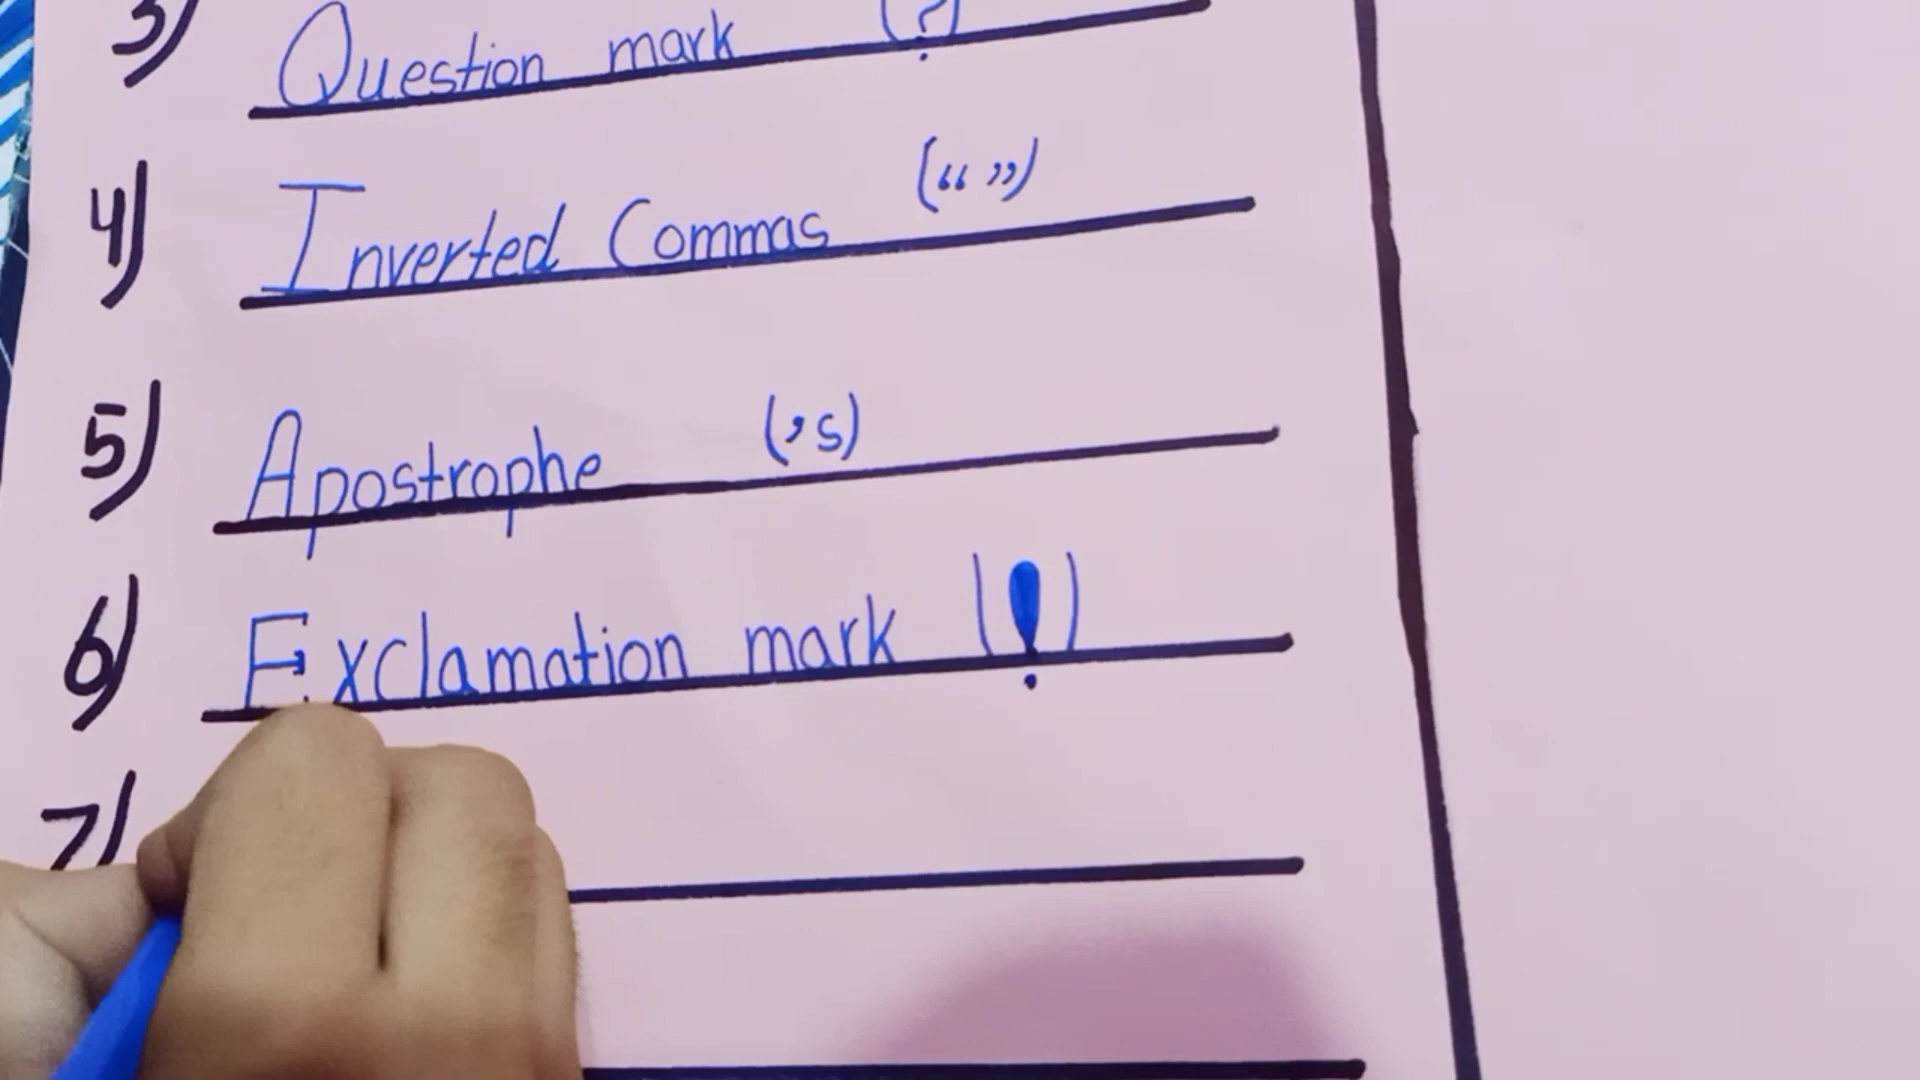 3) Question mark (?)
4) Inverted Commas (“ ”)
5) Apostrophe (’s)
6) Exclamation mark (!)
7)